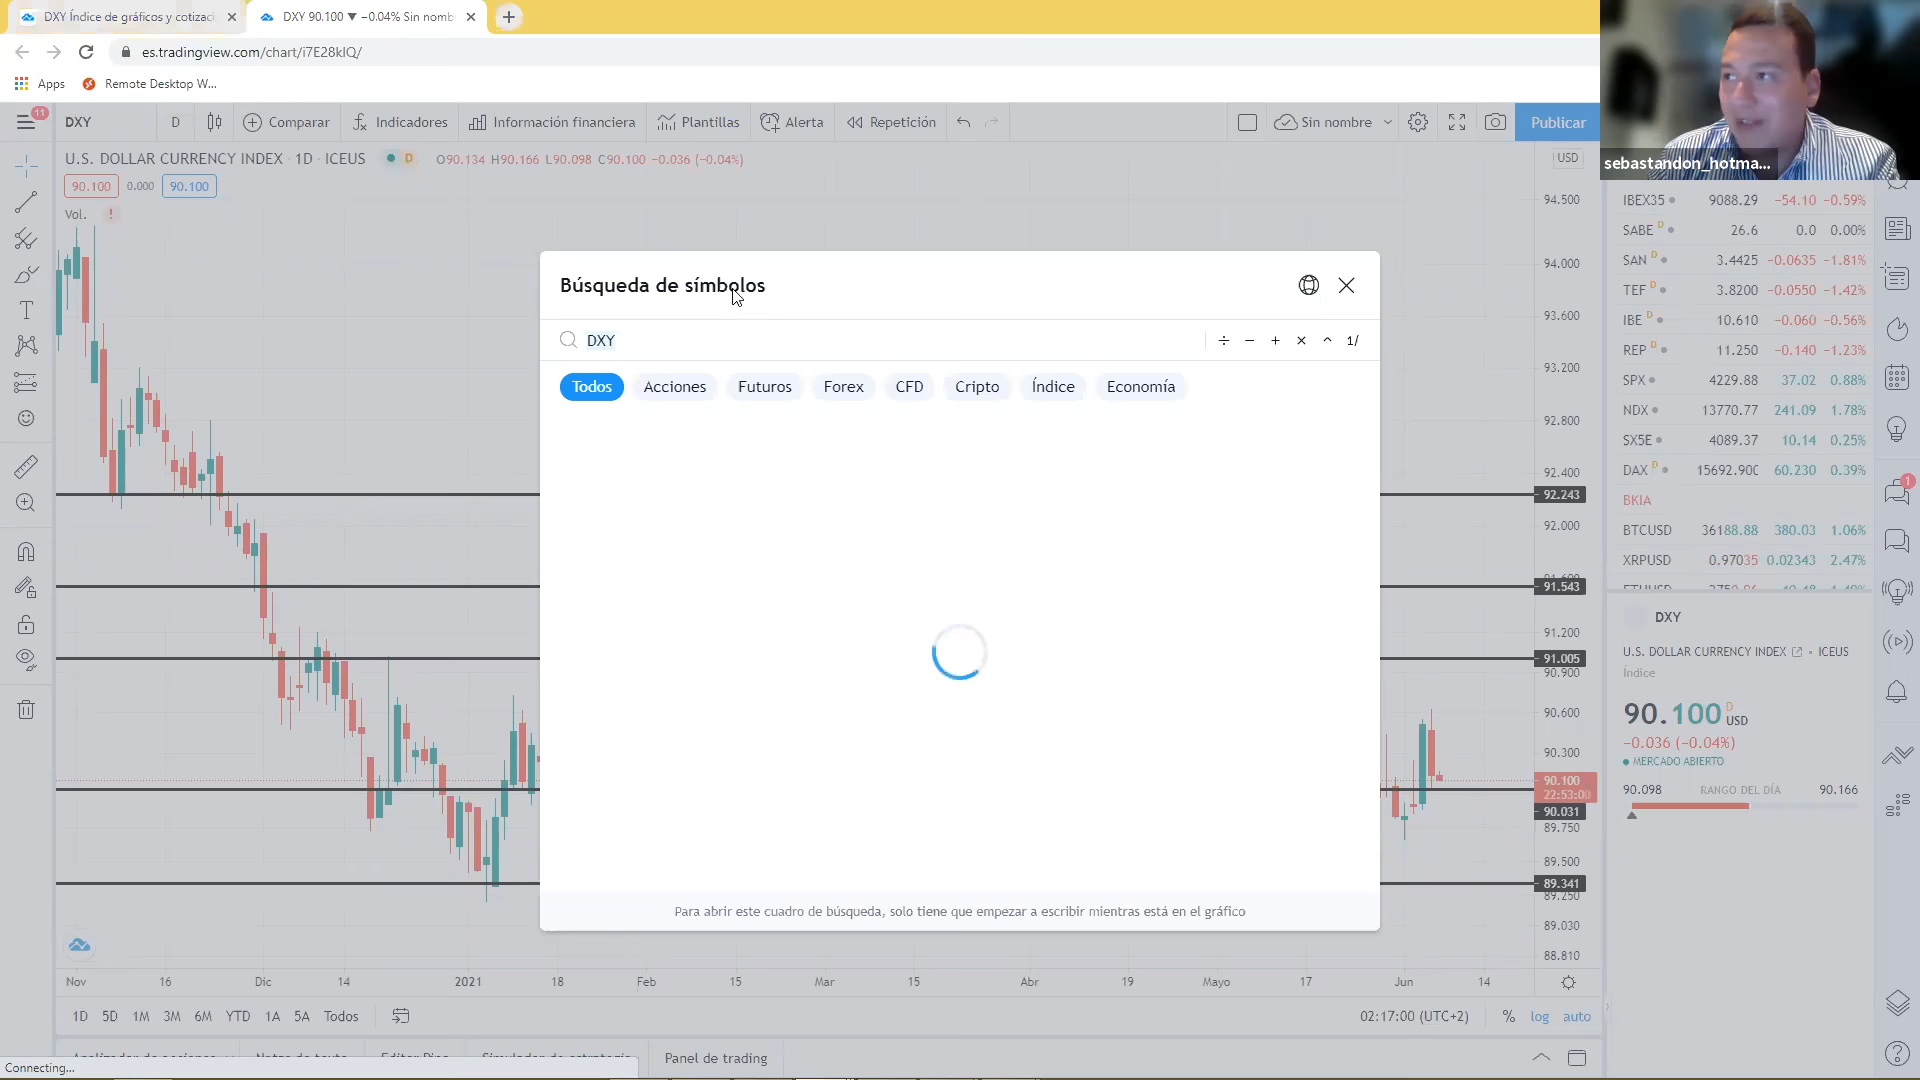 DXY Índice de gráficos y cotizac
DXY 90.100 ▼ −0.04% Sin nomb
es.tradingview.com/chart/i7E28klQ/
Apps
Remote Desktop W...
sebastandon_hotma...
11
DXY
D
Comparar
Indicadores
Información financiera
Plantillas
Alerta
Repetición
Sin nombre
Publicar
U.S. DOLLAR CURRENCY INDEX · 1D · ICEUS
D
O90.134 H90.166 L90.098 C90.100 −0.036 (−0.04%)
USD
90.100 0.000 90.100
Vol. !
Búsqueda de símbolos
DXY
÷ − + × ^ 1/
Todos
Acciones
Futuros
Forex
CFD
Cripto
Índice
Economía
Para abrir este cuadro de búsqueda, solo tiene que empezar a escribir mientras está en el gráfico
94.500
94.000
93.600
93.200
92.800
92.400
92.243
92.000
91.543
91.200
91.005
90.900
90.600
90.300
90.100
22:53:00
90.031
89.750
89.500
89.341
89.250
89.030
88.810
IBEX35 9088.29 −54.10 −0.59%
SABE D 26.6 0.0 0.00%
SAN D 3.4425 −0.0635 −1.81%
TEF D 3.8200 −0.0550 −1.42%
IBE D 10.610 −0.060 −0.56%
REP D 11.250 −0.140 −1.23%
SPX 4229.88 37.02 0.88%
NDX 13770.77 241.09 1.78%
SX5E 4089.37 10.14 0.25%
DAX D 15692.900 60.230 0.39%
BKIA
BTCUSD 36188.88 380.03 1.06%
XRPUSD 0.97035 0.02343 2.47%
1
DXY
U.S. DOLLAR CURRENCY INDEX • ICEUS
Índice
90.100 D USD
−0.036 (−0.04%)
MERCADO ABIERTO
90.098 RANGO DEL DÍA 90.166
Nov 16 Dic 14 2021 18 Feb 15 Mar 15 Abr 19 Mayo 17 Jun 14
1D 5D 1M 3M 6M YTD 1A 5A Todos
02:17:00 (UTC+2)
% log auto
Panel de trading
Connecting...